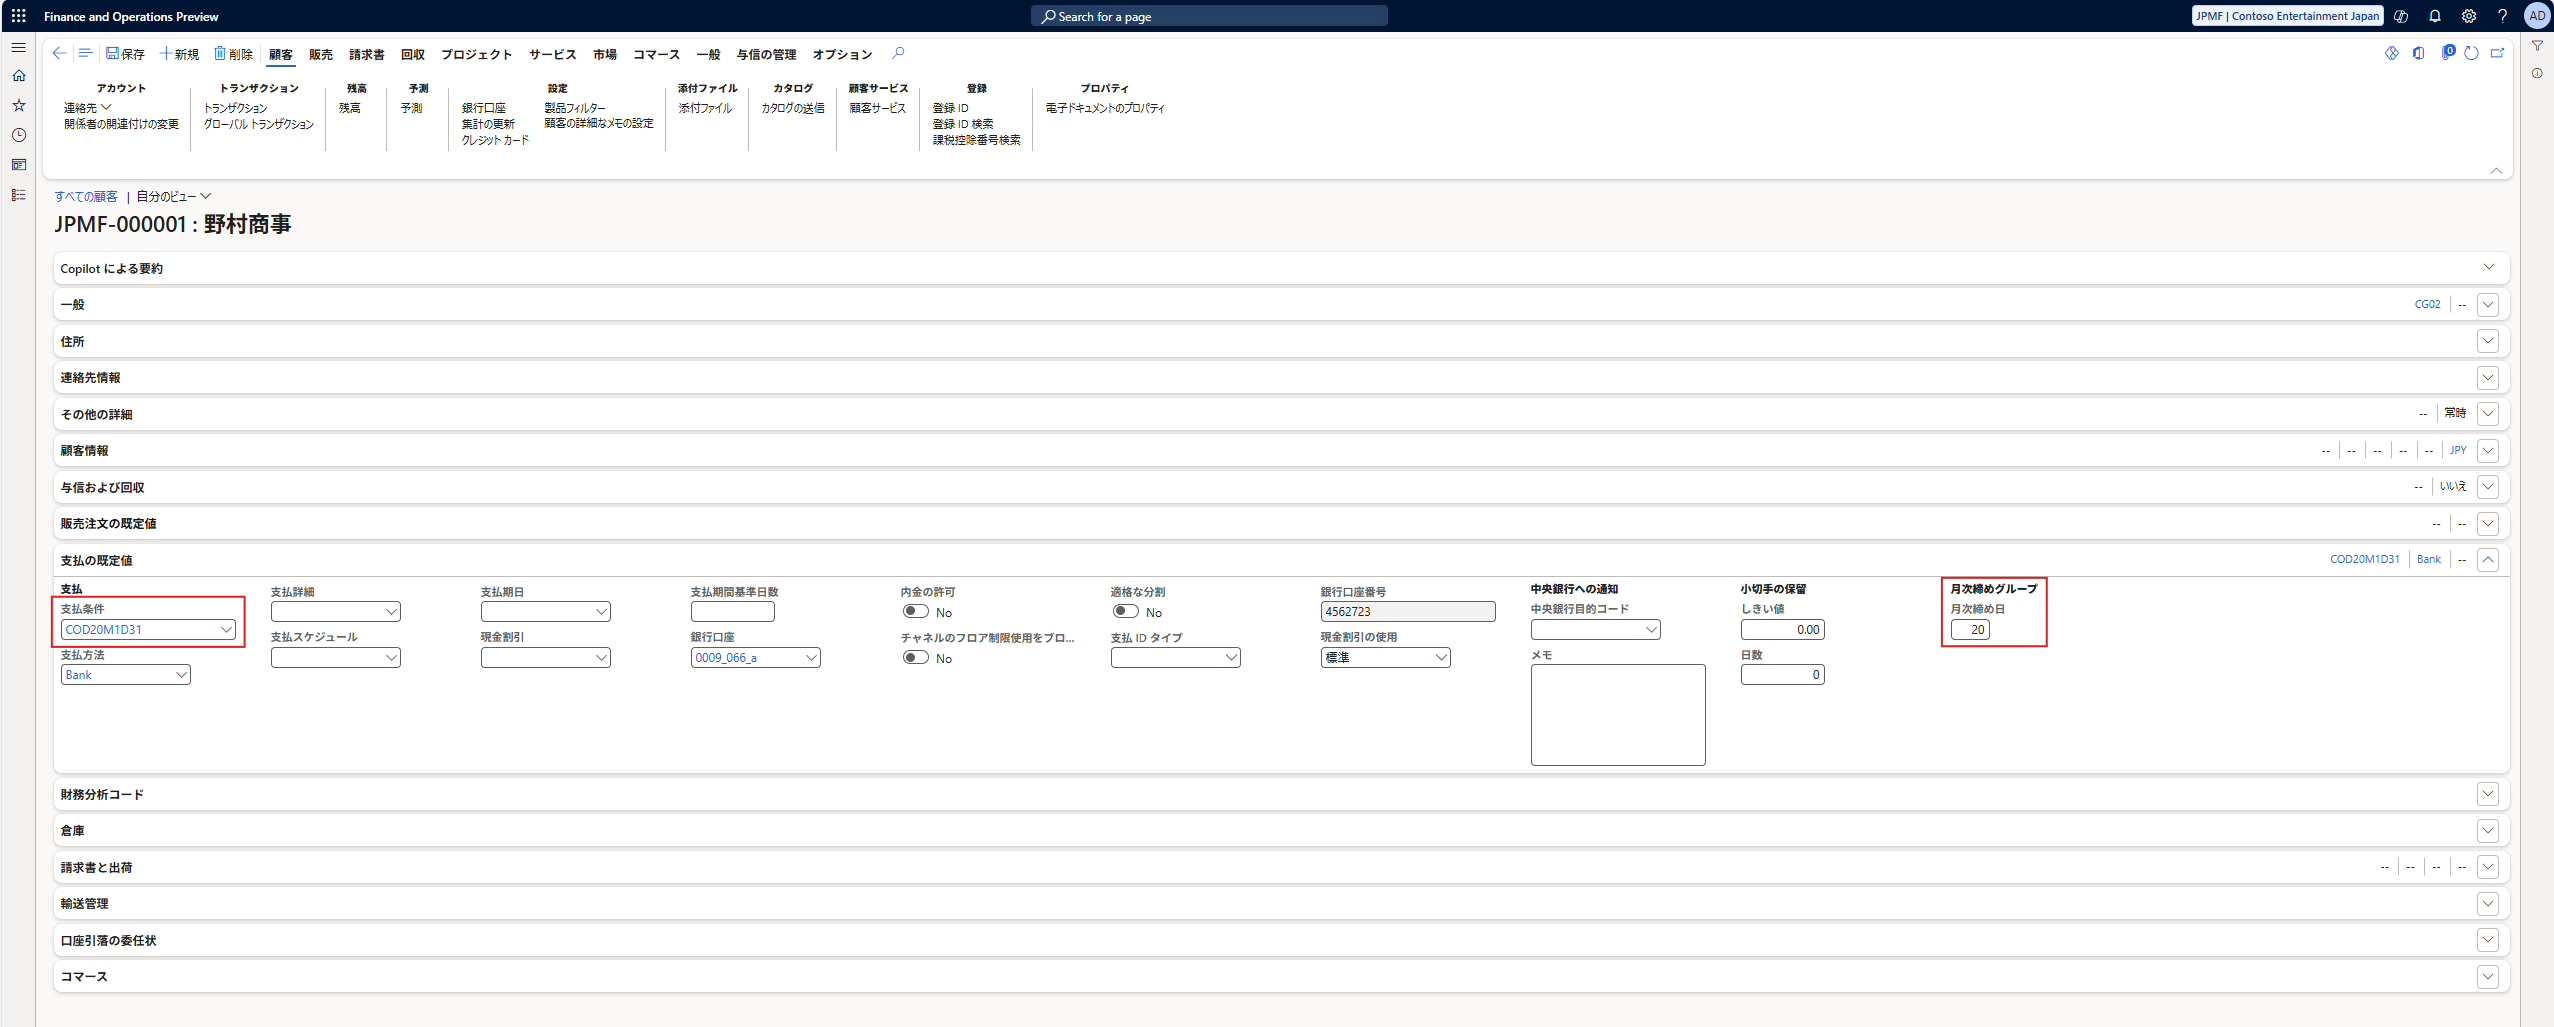 Finance and Operations Preview
Search for a page
JPMF | Contoso Entertainment Japan
AD
保存
新規
削除
顧客
販売
請求書
回収
プロジェクト
サービス
市場
コマース
一般
与信の管理
オプション
0
アカウント
連絡先
関係者の関連付けの変更
トランザクション
トランザクション
グローバル トランザクション
残高
残高
予測
予測
設定
銀行口座
集計の更新
クレジット カード
製品フィルター
顧客の詳細なメモの設定
添付ファイル
添付ファイル
カタログ
カタログの送信
顧客サービス
顧客サービス
登録
登録 ID
登録 ID 検索
課税控除番号検索
プロパティ
電子ドキュメントのプロパティ
すべての顧客 | 自分のビュー
JPMF-000001 : 野村商事
Copilot による要約
一般
CG02
--
住所
連絡先情報
その他の詳細
--
常時
顧客情報
--
--
--
--
--
JPY
与信および回収
--
いいえ
販売注文の既定値
--
--
支払の既定値
COD20M1D31
Bank
--
支払
支払条件
COD20M1D31
支払方法
Bank
支払詳細
支払スケジュール
支払期日
現金割引
支払期間基準日数
銀行口座
0009_066_a
内金の許可
No
チャネルのフロア制限使用をブロ...
No
適格な分割
No
支払 ID タイプ
銀行口座番号
4562723
現金割引の使用
標準
中央銀行への通知
中央銀行目的コード
メモ
小切手の保留
しきい値
0.00
日数
0
月次締めグループ
月次締め日
20
財務分析コード
倉庫
請求書と出荷
--
--
--
--
輸送管理
口座引落の委任状
コマース